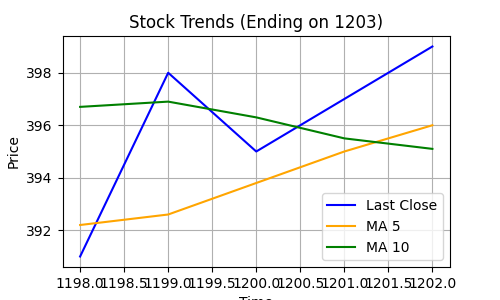 Stock Trends (Ending on 1203)
Price
398
396
394
392
Last Close
MA 5
MA 10
1198.0 1198.5 1199.0 1199.5 1200.0 1200.5 1201.0 1201.5 1202.0
Time